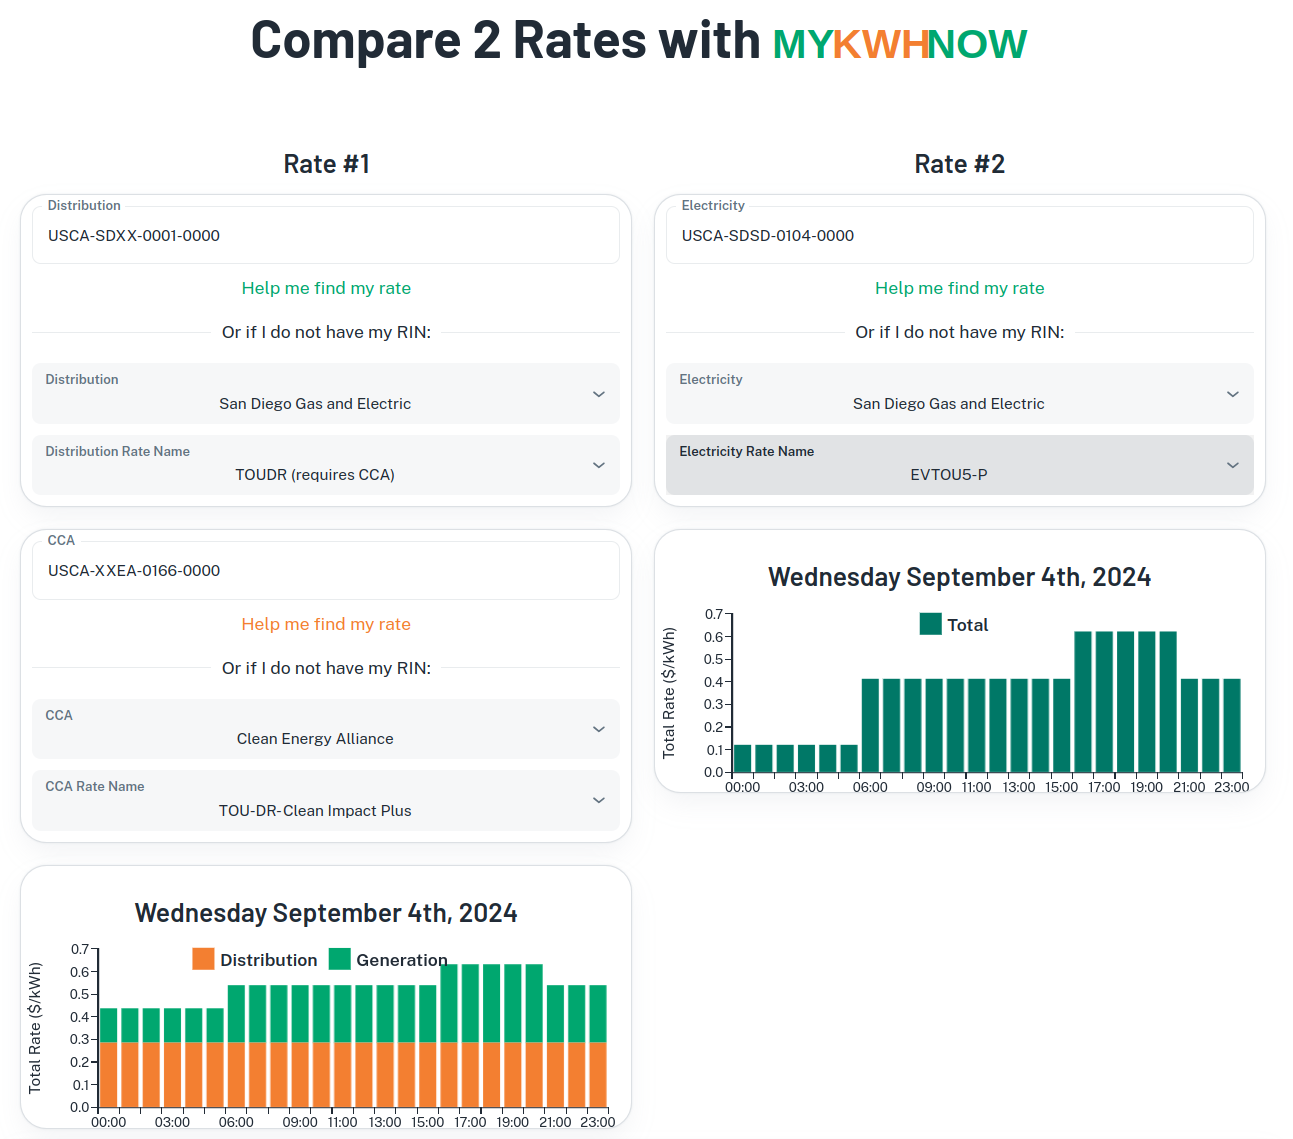 Compare 2 Rates with MYKWHNOW
Rate #1
Distribution
USCA-SDXX-0001-0000
Help me find my rate
Or if I do not have my RIN:
Distribution
San Diego Gas and Electric
Distribution Rate Name
TOUDR (requires CCA)
CCA
USCA-XXEA-0166-0000
Help me find my rate
Or if I do not have my RIN:
CCA
Clean Energy Alliance
CCA Rate Name
TOU-DR-Clean Impact Plus
Wednesday September 4th, 2024
Distribution Generation
Total Rate ($/kWh)
0.7
0.6
0.5
0.4
0.3
0.2
0.1
0.0
00:00 03:00 06:00 09:00 11:00 13:00 15:00 17:00 19:00 21:00 23:00
Rate #2
Electricity
USCA-SDSD-0104-0000
Help me find my rate
Or if I do not have my RIN:
Electricity
San Diego Gas and Electric
Electricity Rate Name
EVTOU5-P
Wednesday September 4th, 2024
Total
Total Rate ($/kWh)
0.7
0.6
0.5
0.4
0.3
0.2
0.1
0.0
00:00 03:00 06:00 09:00 11:00 13:00 15:00 17:00 19:00 21:00 23:00